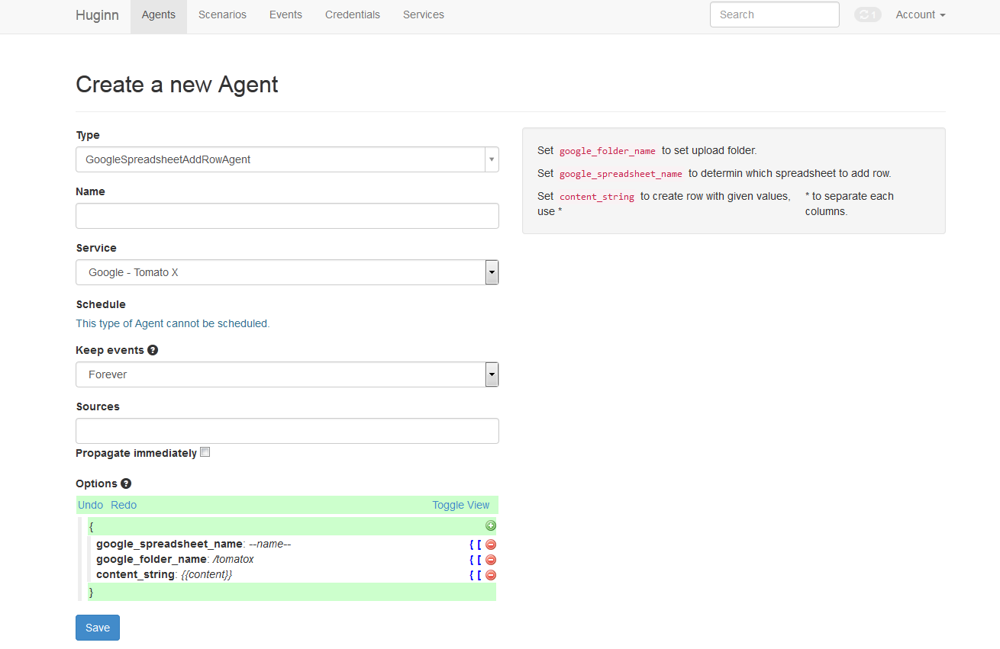 Huginn Agents Scenarios Events Credentials Services Search 1 Account
Create a new Agent
Type
GoogleSpreadsheetAddRowAgent
Name
Service
Google - Tomato X
Schedule
This type of Agent cannot be scheduled.
Keep events ?
Forever
Sources
Propagate immediately
Options ?
Undo Redo Toggle View
{
google_spreadsheet_name: --name-- { [
google_folder_name: /tomatox { [
content_string: {{content}} { [
}
Save
Set google_folder_name to set upload folder.
Set google_spreadsheet_name to determin which spreadsheet to add row.
Set content_string to create row with given values, * to separate each
use * columns.